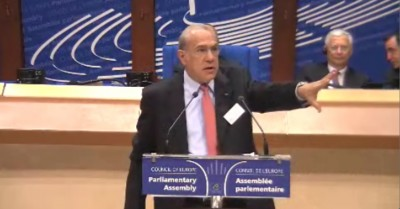 COUNCIL OF EUROPE
Parliamentary
Assembly
CONSEIL DE L'EUROPE
Assemblée
parlementaire